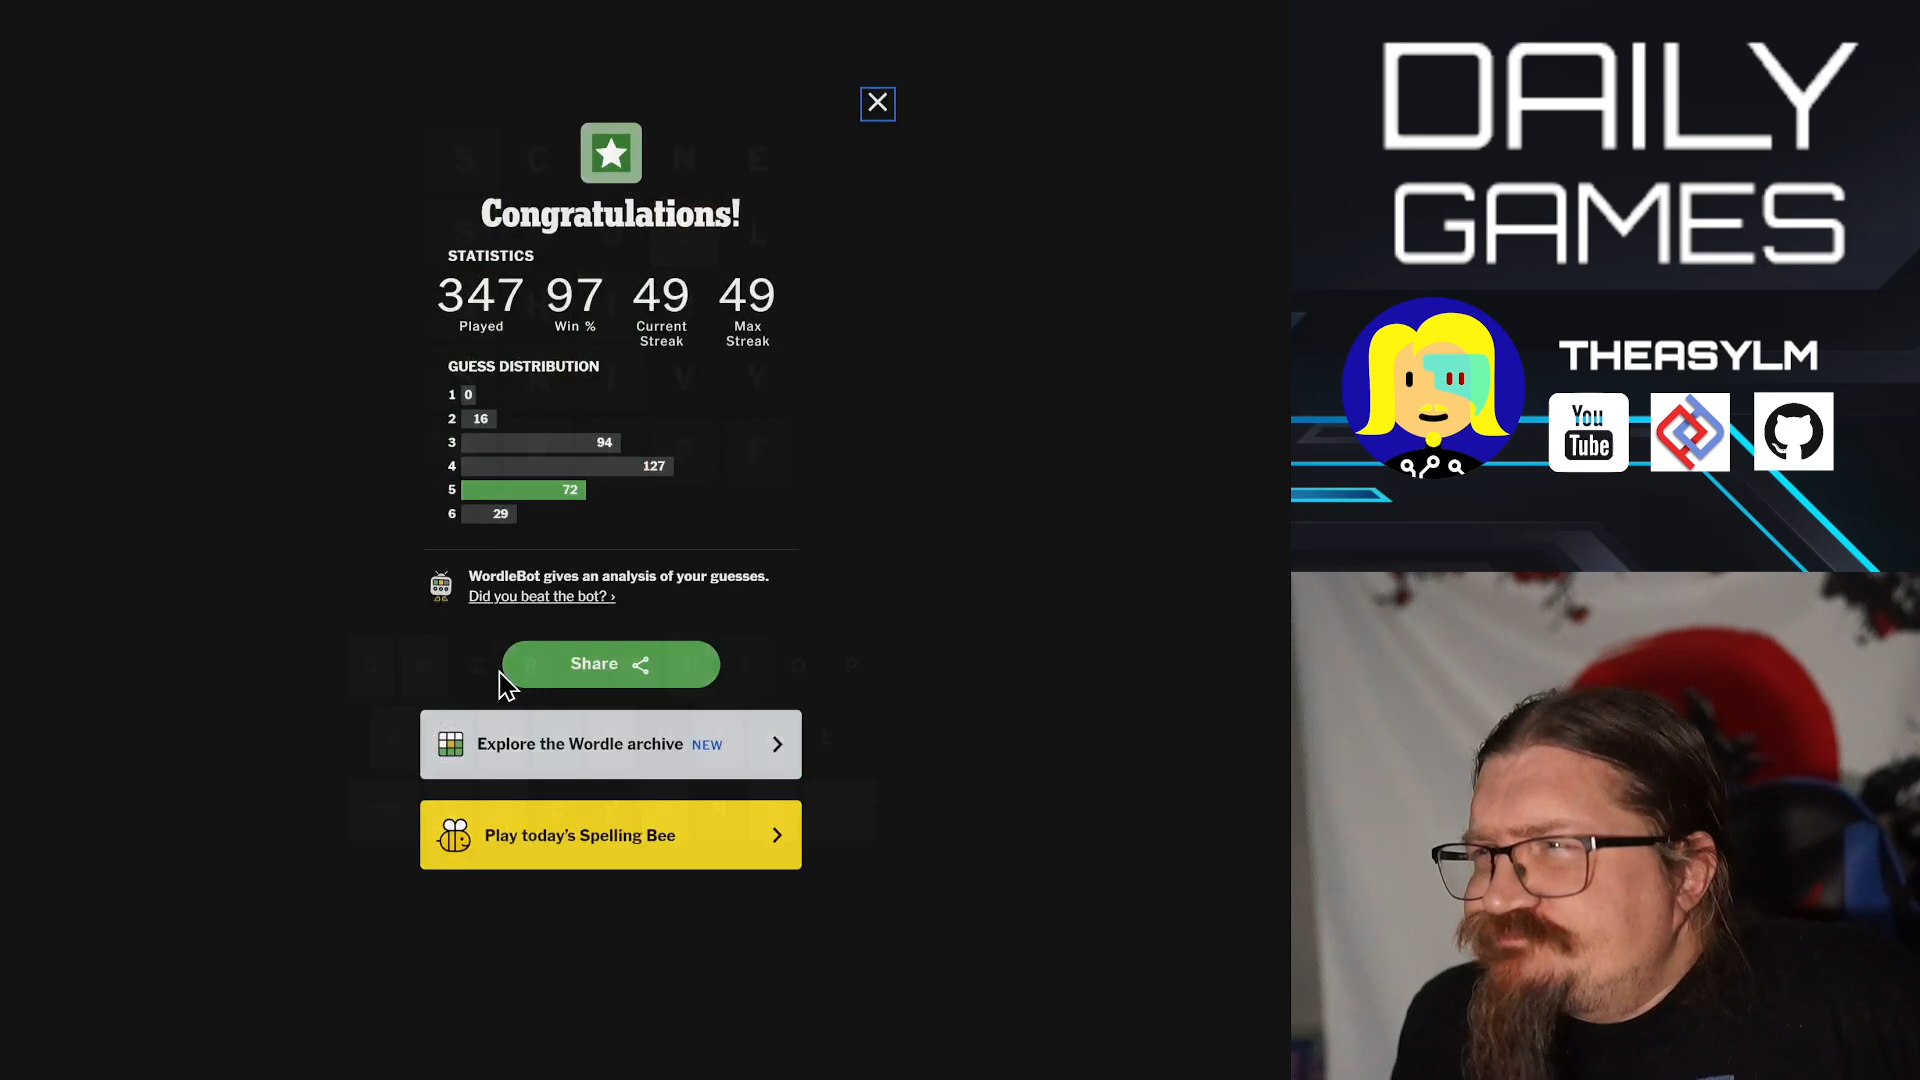 Congratulations!
STATISTICS
347 97 49 49
Played Win % Current Streak Max Streak
GUESS DISTRIBUTION
1 0
2 16
3 94
4 127
5 72
6 29
WordleBot gives an analysis of your guesses.
Did you beat the bot? ›
Share
Explore the Wordle archive NEW
Play today's Spelling Bee
DAILY
GAMES
THEASYLM
You
Tube